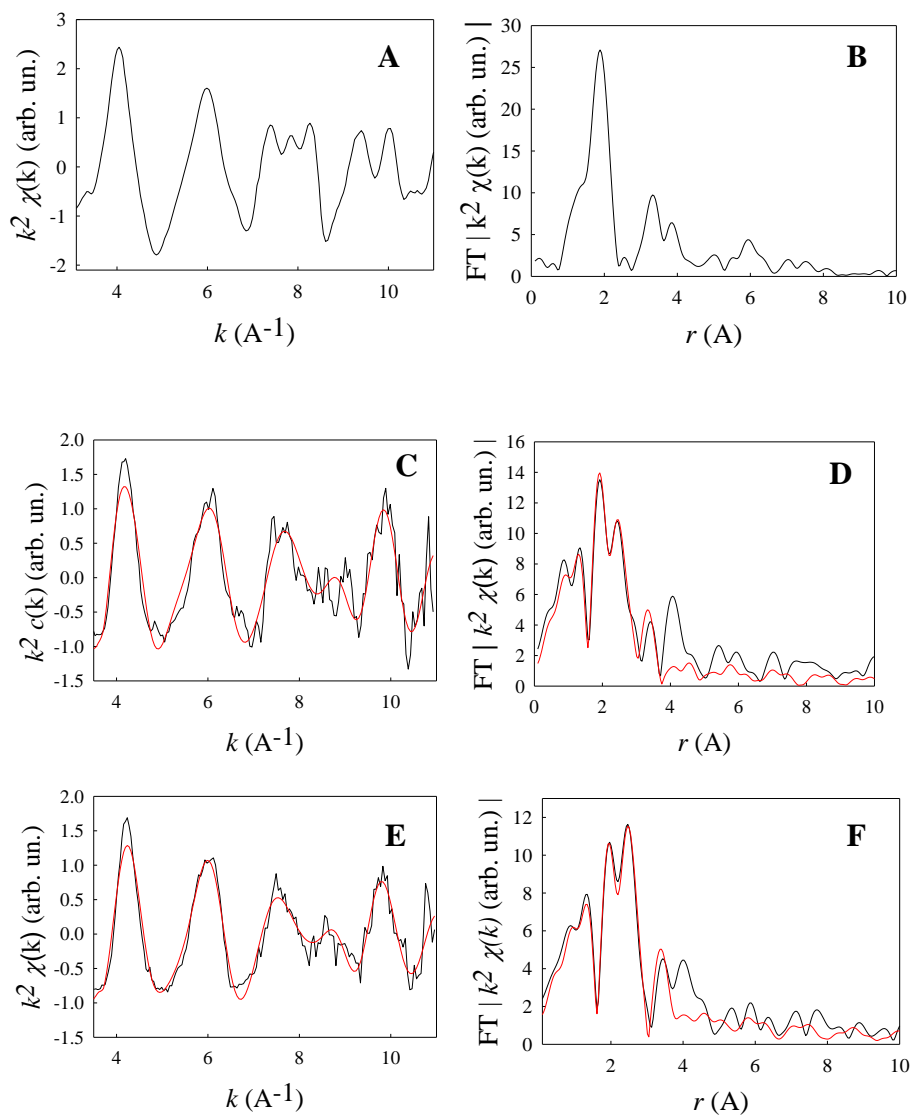 A
3
2
1
0
-1
-2
k² χ(k) (arb. un.)
4 6 8 10
k (A⁻¹)
B
30
25
20
15
10
5
0
FT | k² χ(k) (arb. un.) |
0 2 4 6 8 10
r (A)
C
2.0
1.5
1.0
0.5
0.0
-0.5
-1.0
-1.5
k² c(k) (arb. un.)
4 6 8 10
k (A⁻¹)
D
16
14
12
10
8
6
4
2
0
FT | k² χ(k) (arb. un.) |
0 2 4 6 8 10
r (A)
E
2.0
1.5
1.0
0.5
0.0
-0.5
-1.0
-1.5
k² χ(k) (arb. un.)
4 6 8 10
k (A⁻¹)
F
12
10
8
6
4
2
0
FT | k² χ(k) (arb. un.) |
2 4 6 8 10
r (A)